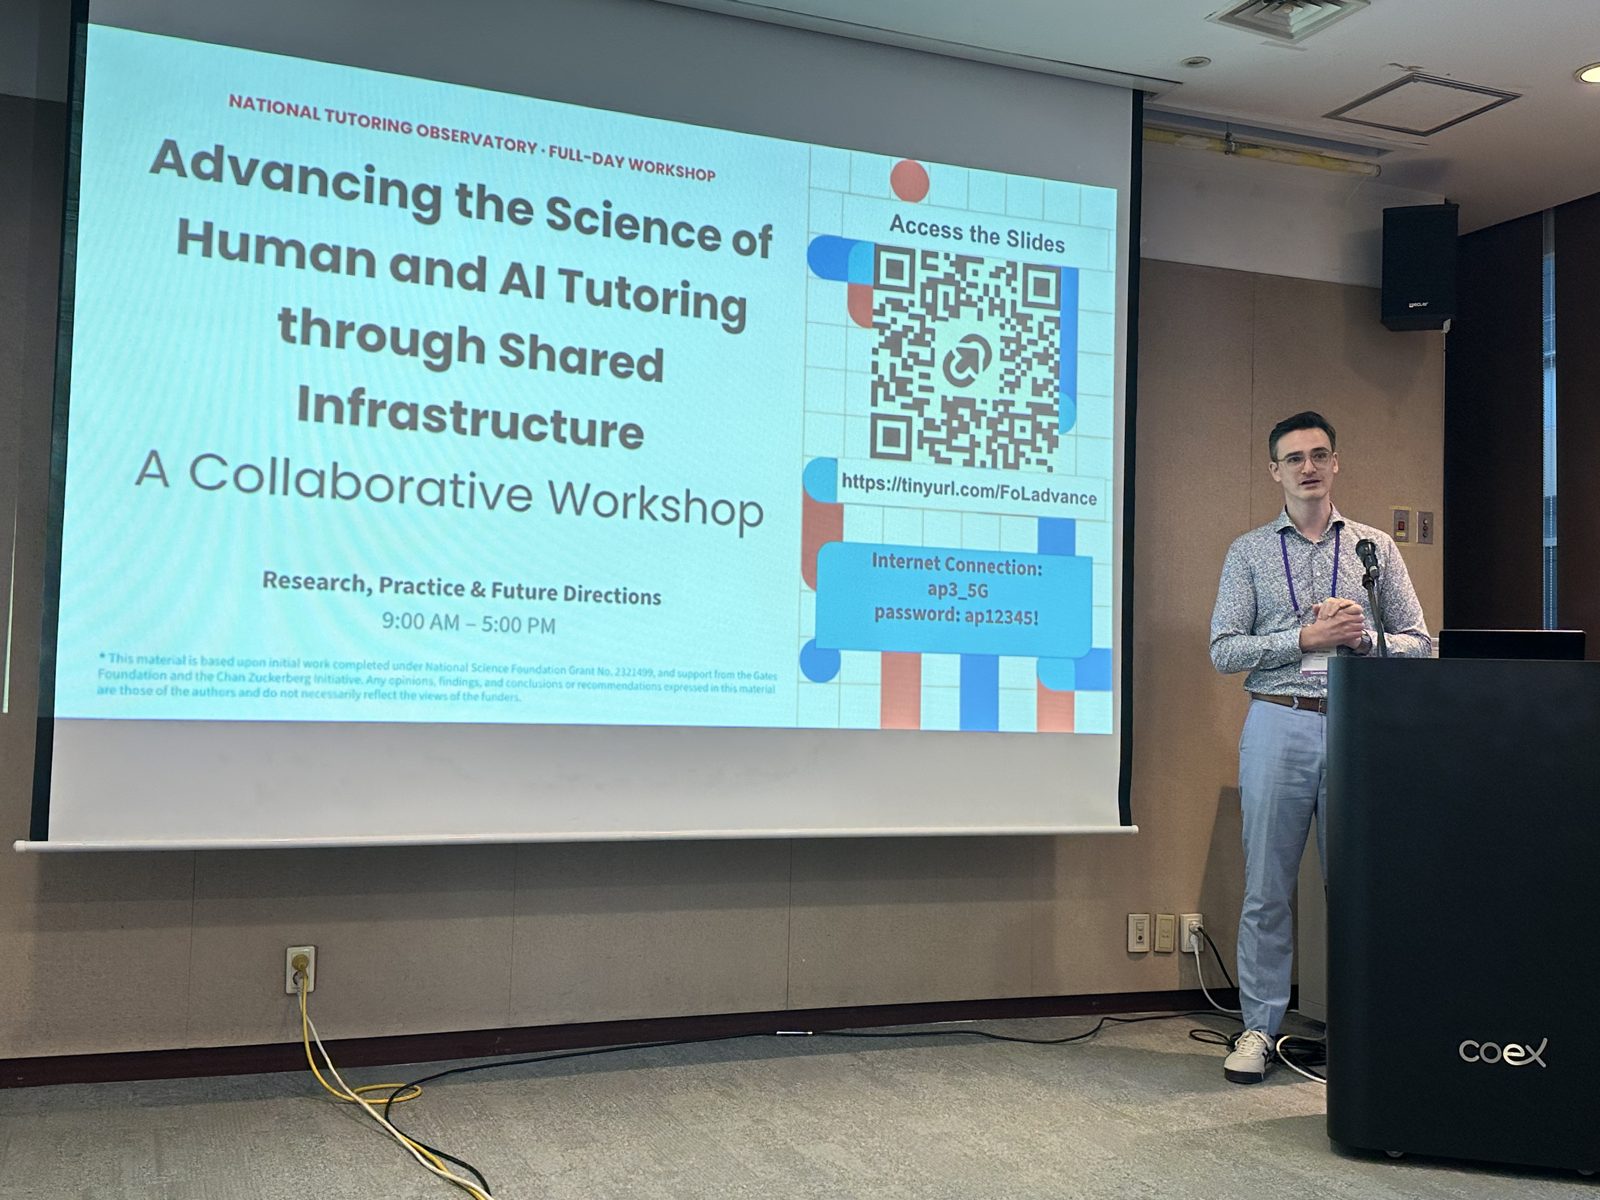 NATIONAL TUTORING OBSERVATORY · FULL-DAY WORKSHOP
Advancing the Science of
Human and AI Tutoring
through Shared
Infrastructure
A Collaborative Workshop
Research, Practice & Future Directions
9:00 AM – 5:00 PM
* This material is based upon initial work completed under National Science Foundation Grant No. 2321499, and support from the Gates
Foundation and the Chan Zuckerberg Initiative. Any opinions, findings, and conclusions or recommendations expressed in this material
are those of the authors and do not necessarily reflect the views of the funders.
Access the Slides
https://tinyurl.com/FoLadvance
Internet Connection:
ap3_5G
password: ap12345!
coex